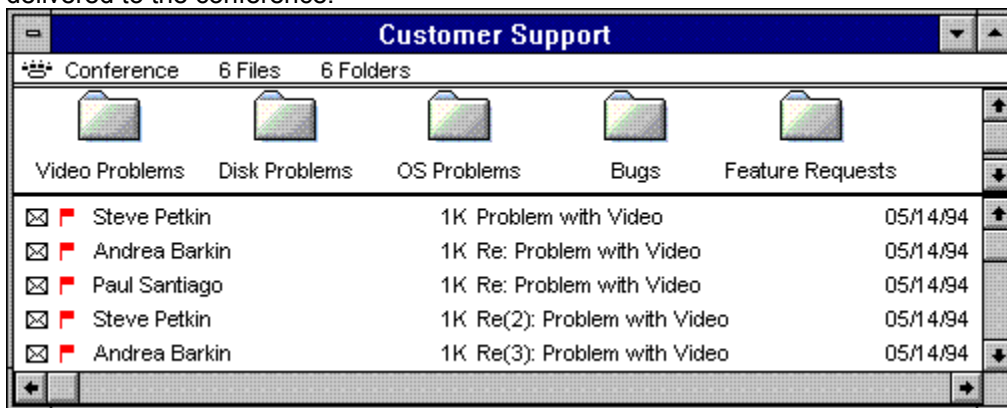 delivered to the conference.
Customer Support
Conference 6 Files 6 Folders
Video Problems Disk Problems OS Problems Bugs Feature Requests
Steve Petkin 1K Problem with Video 05/14/94
Andrea Barkin 1K Re: Problem with Video 05/14/94
Paul Santiago 1K Re: Problem with Video 05/14/94
Steve Petkin 1K Re(2): Problem with Video 05/14/94
Andrea Barkin 1K Re(3): Problem with Video 05/14/94